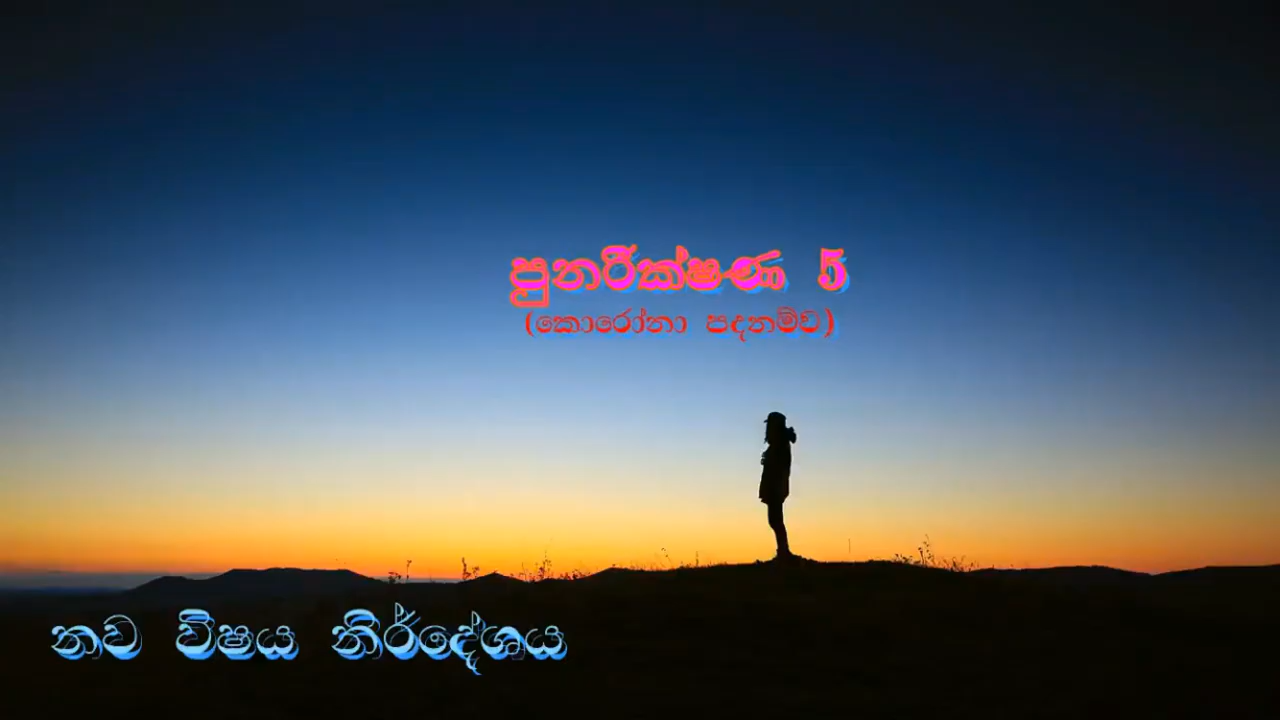 පුනරීක්ෂණ 5
(කොරෝනා පදනම්ව)
නව විෂය නිර්දේශය